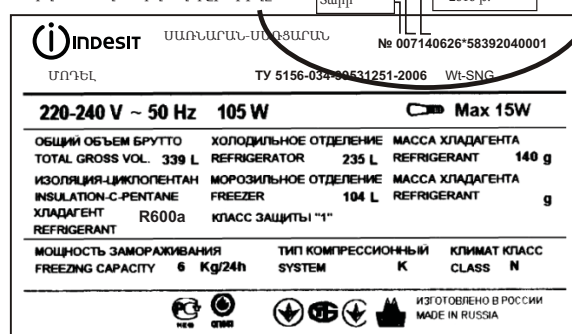 Տարի
INDESIT ՍԱՌՆԱՐԱՆ-ՍԱՌՑԱՐԱՆ
№ 007140626*58392040001
ՄՈԴԵԼ ТУ 5156-034-39531251-2006 Wt-SNG
220-240 V ~ 50 Hz 105 W Max 15W
ОБЩИЙ ОБЪЕМ БРУТТО ХОЛОДИЛЬНОЕ ОТДЕЛЕНИЕ МАССА ХЛАДАГЕНТА
TOTAL GROSS VOL. 339 L REFRIGERATOR 235 L REFRIGERANT 140 g
ИЗОЛЯЦИЯ-ЦИКЛОПЕНТАН МОРОЗИЛЬНОЕ ОТДЕЛЕНИЕ МАССА ХЛАДАГЕНТА
INSULATION-C-PENTANE FREEZER 104 L REFRIGERANT g
ХЛАДАГЕНТ R600a КЛАСС ЗАЩИТЫ "1"
REFRIGERANT
МОЩНОСТЬ ЗАМОРАЖИВАНИЯ ТИП КОМПРЕССИОННЫЙ КЛИМАТ КЛАСС
FREEZING CAPACITY 6 Kg/24h SYSTEM K CLASS N
ИЗГОТОВЛЕНО В РОССИИ
MADE IN RUSSIA